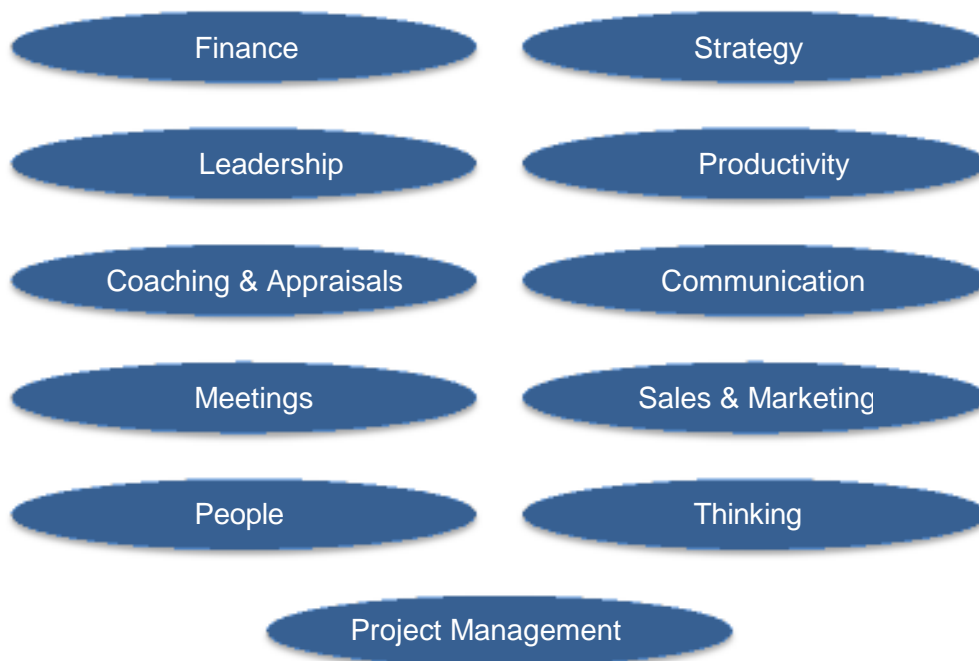 Finance
Strategy
Leadership
Productivity
Coaching & Appraisals
Communication
Meetings
Sales & Marketing
People
Thinking
Project Management